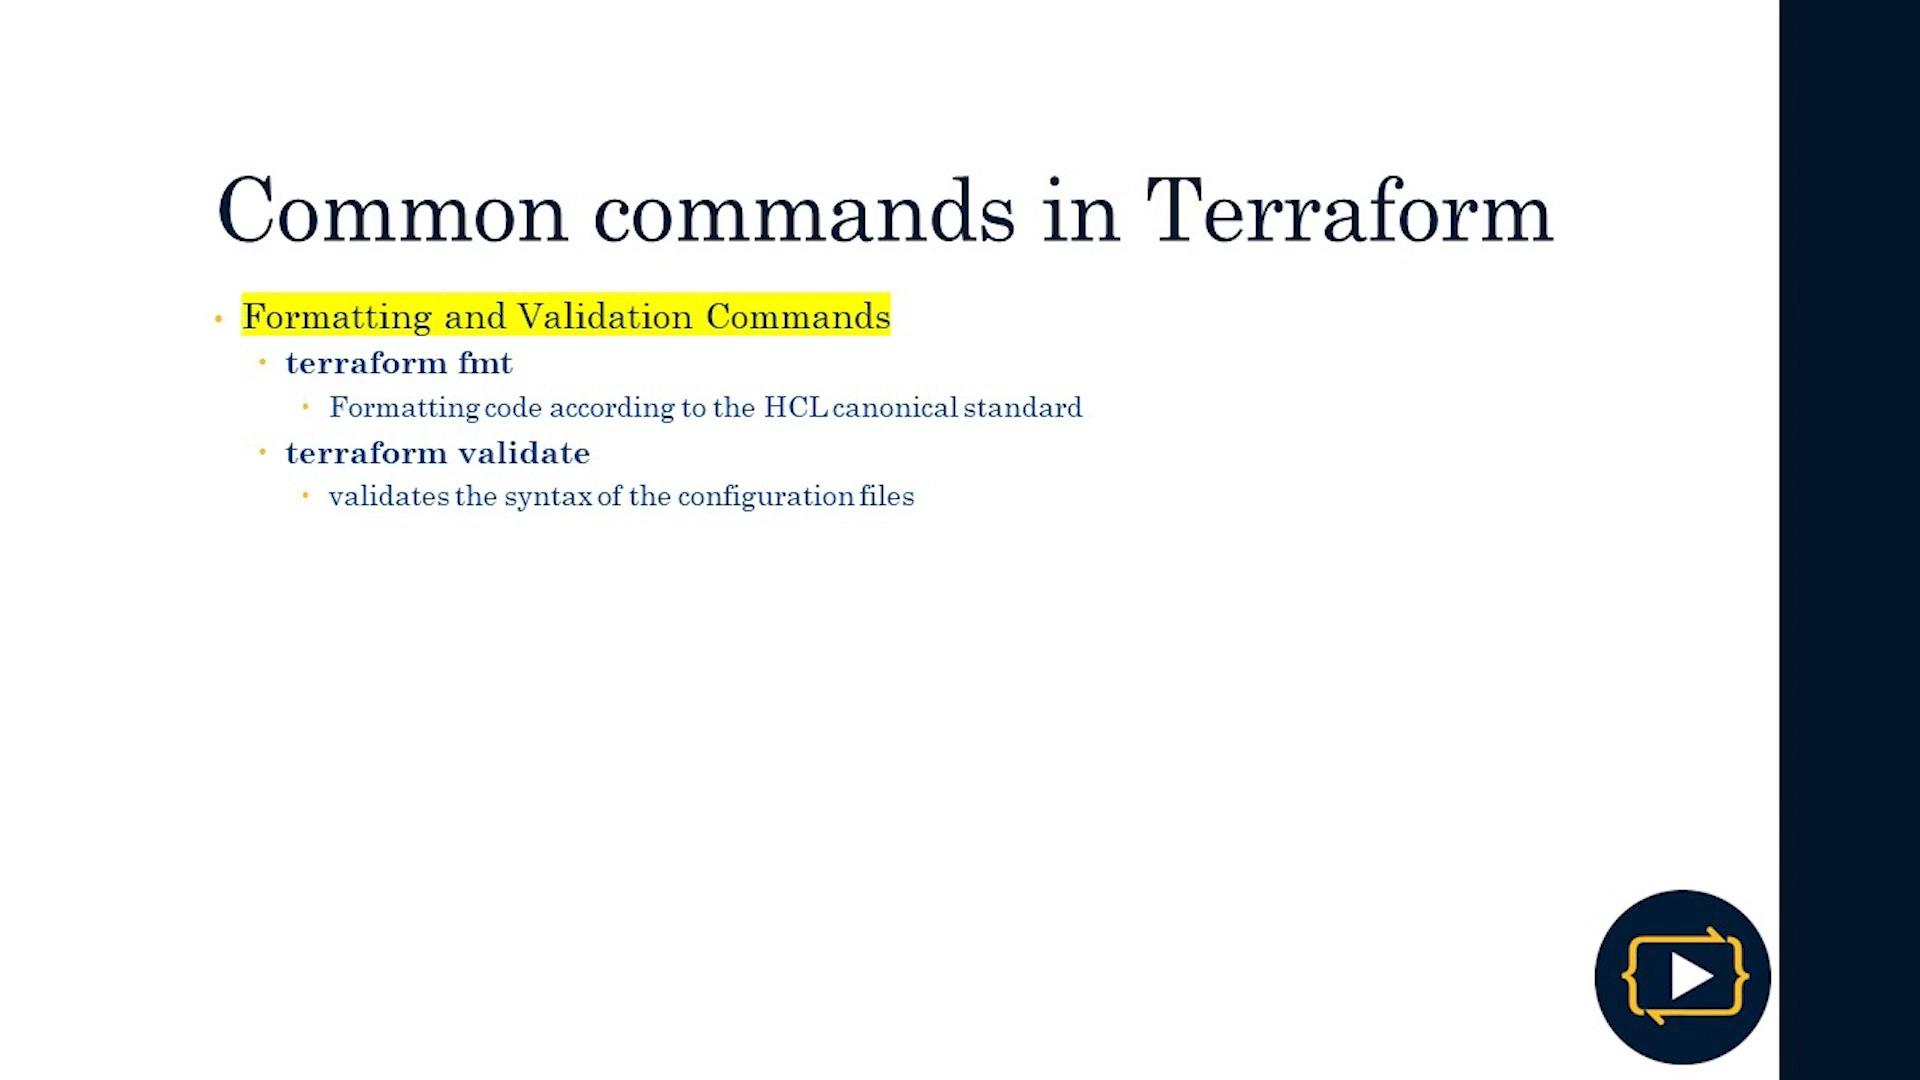 Common commands in Terraform
Formatting and Validation Commands
terraform fmt
Formatting code according to the HCL canonical standard
terraform validate
validates the syntax of the configuration files